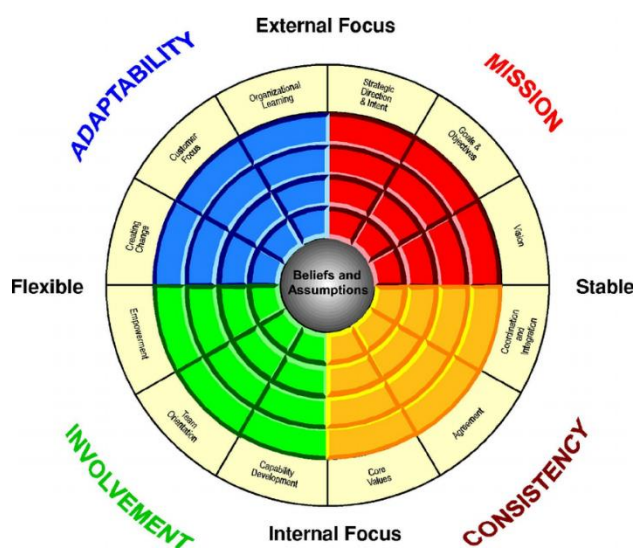 External Focus
ADAPTABILITY
MISSION
Organizational
Learning
Strategic
Direction
& Intent
Customer
Focus
Goals &
Objectives
Creating
Change
Vision
Flexible
Beliefs and
Assumptions
Stable
Empowerment
Coordination
and
Integration
Team
Orientation
Agreement
Capability
Development
Core
Values
INVOLVEMENT
CONSISTENCY
Internal Focus